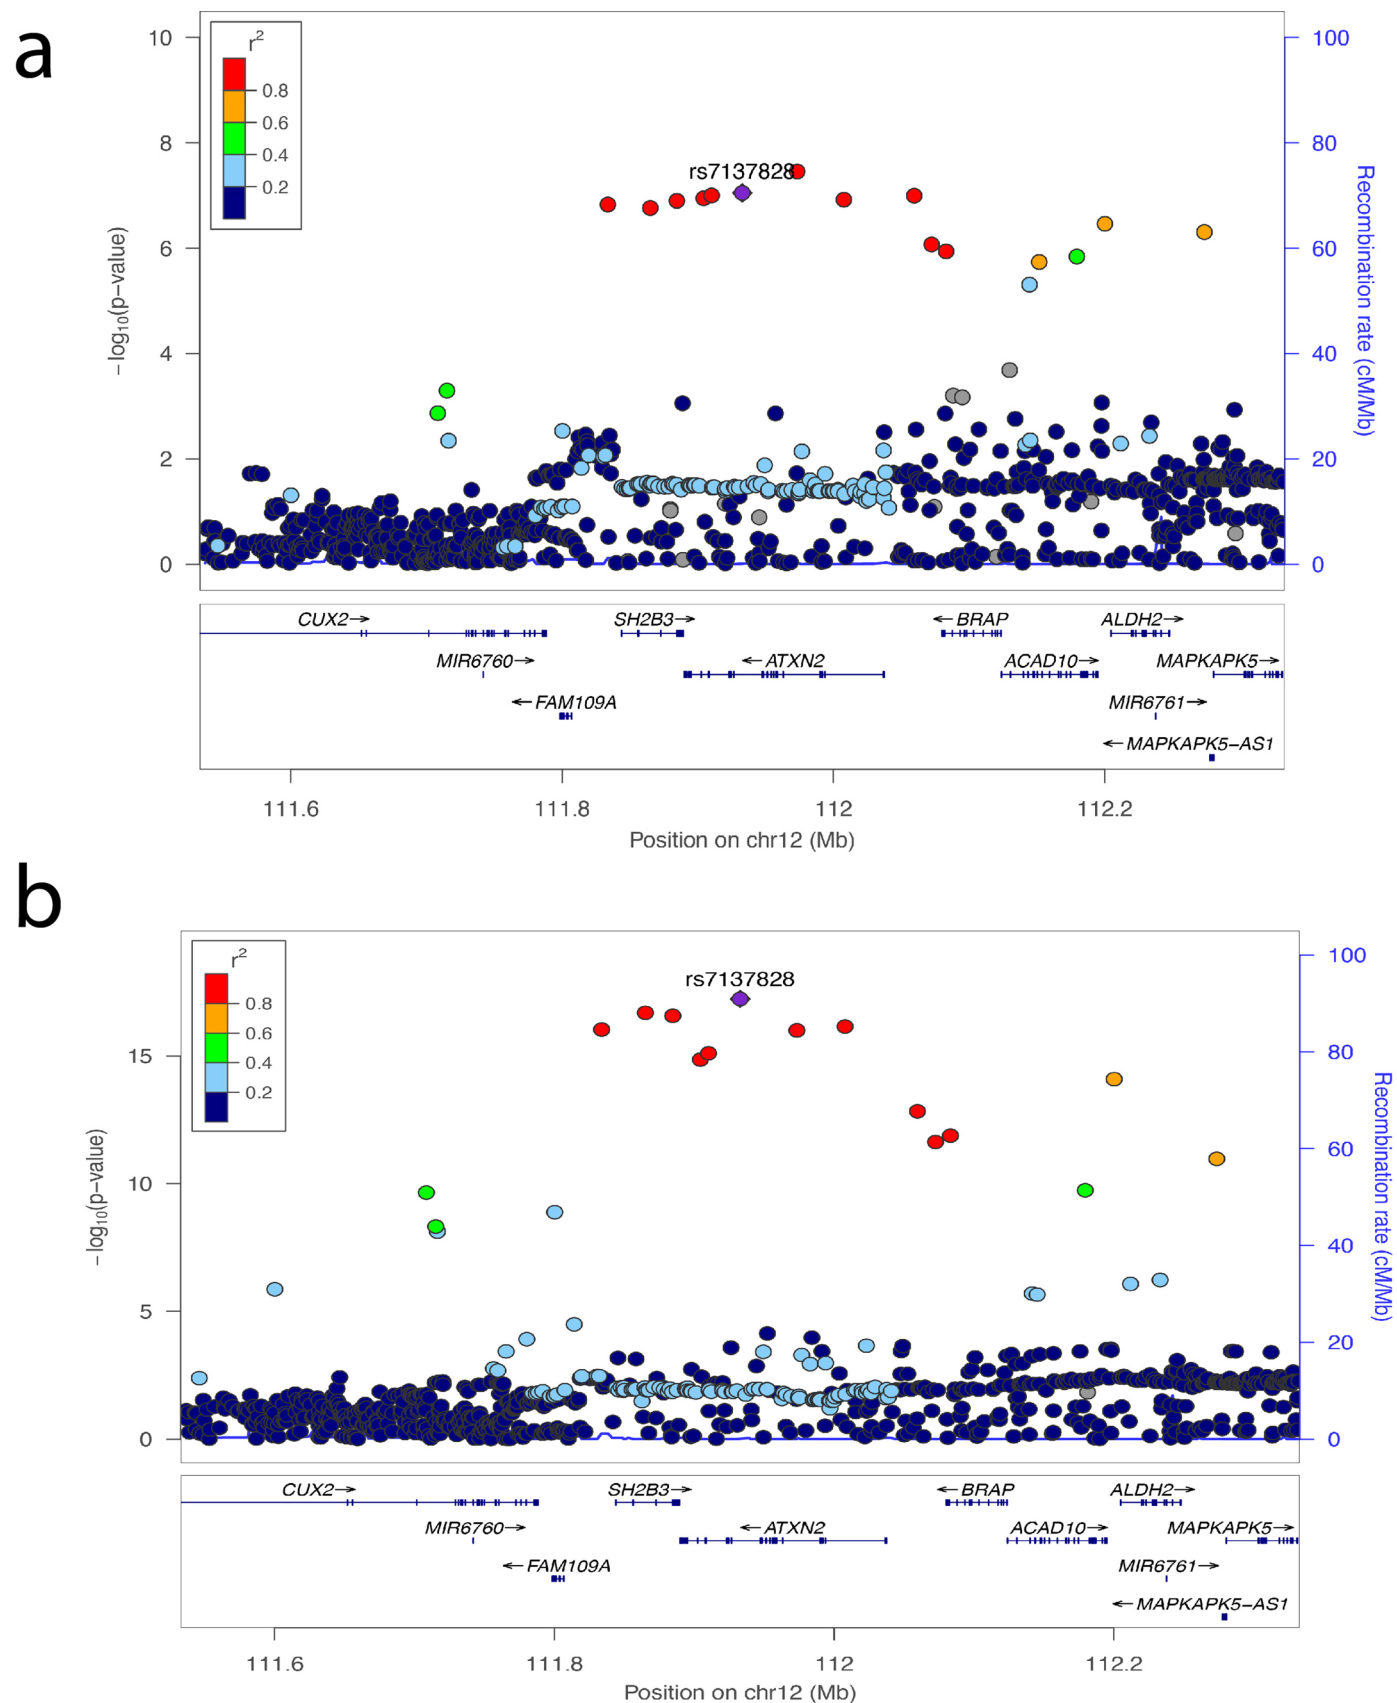 a
r2
0.8
0.6
0.4
0.2
10
8
6
4
2
0
−log10(p−value)
100
80
60
40
20
0
Recombination rate (cM/Mb)
rs7137828
CUX2→
SH2B3→
←BRAP
ALDH2→
MIR6760→
←ATXN2
ACAD10→
MAPKAPK5→
←FAM109A
MIR6761→
←MAPKAPK5−AS1
111.6
111.8
112
112.2
Position on chr12 (Mb)
b
r2
0.8
0.6
0.4
0.2
15
10
5
0
−log10(p−value)
100
80
60
40
20
0
Recombination rate (cM/Mb)
rs7137828
CUX2→
SH2B3→
←BRAP
ALDH2→
MIR6760→
←ATXN2
ACAD10→
MAPKAPK5→
←FAM109A
MIR6761→
←MAPKAPK5−AS1
111.6
111.8
112
112.2
Position on chr12 (Mb)